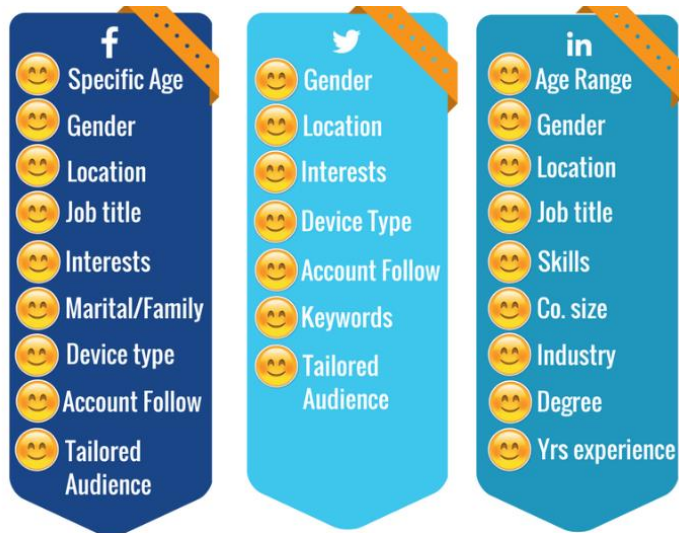 f
Specific Age
Gender
Location
Job title
Interests
Marital/Family
Device type
Account Follow
Tailored
Audience
Gender
Location
Interests
Device Type
Account Follow
Keywords
Tailored
Audience
in
Age Range
Gender
Location
Job title
Skills
Co. size
Industry
Degree
Yrs experience